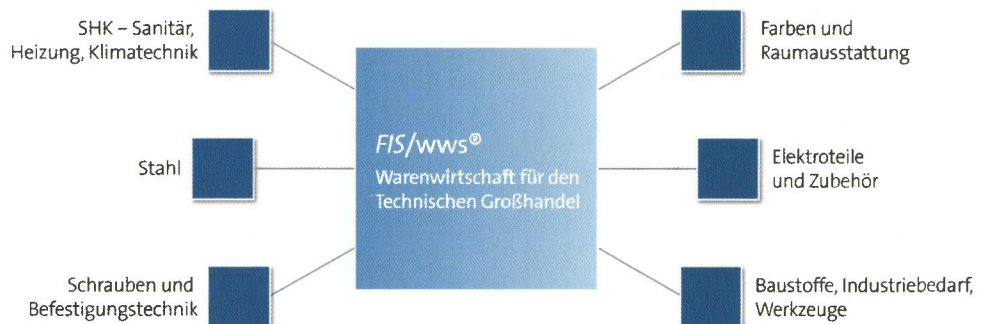 SHK – Sanitär,
Heizung, Klimatechnik
Stahl
Schrauben und
Befestigungstechnik
FIS/wws®
Warenwirtschaft für den
Technischen Großhandel
Farben und
Raumausstattung
Elektroteile
und Zubehör
Baustoffe, Industriebedarf,
Werkzeuge